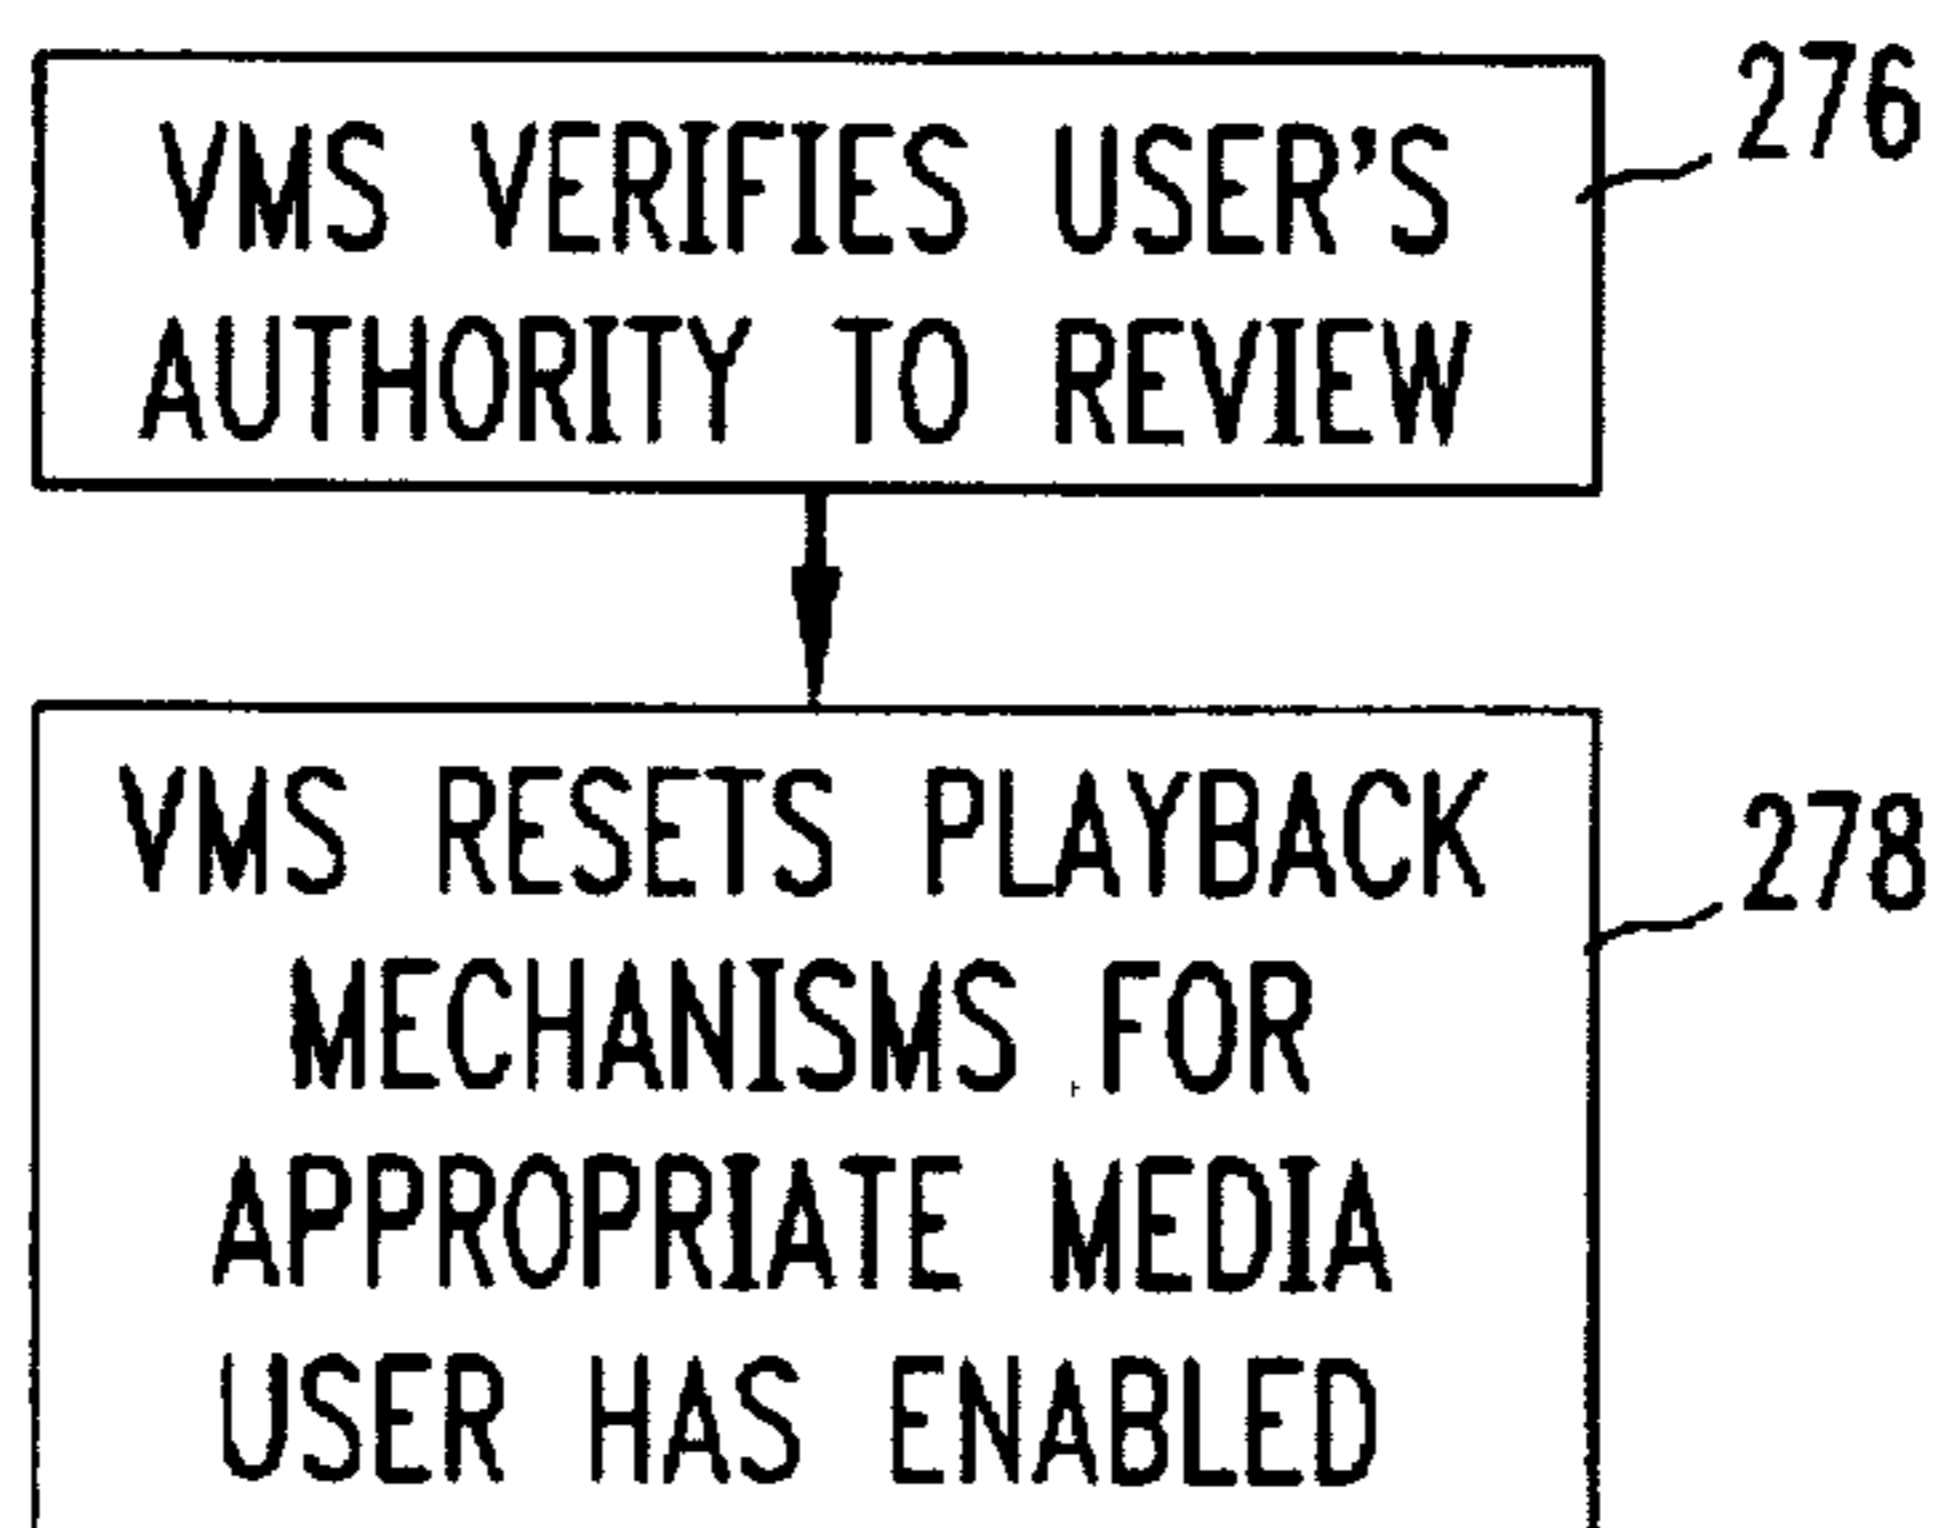 VMS VERIFIES USER'S
AUTHORITY TO REVIEW
276
VMS RESETS PLAYBACK
MECHANISMS FOR
APPROPRIATE MEDIA
USER HAS ENABLED
278